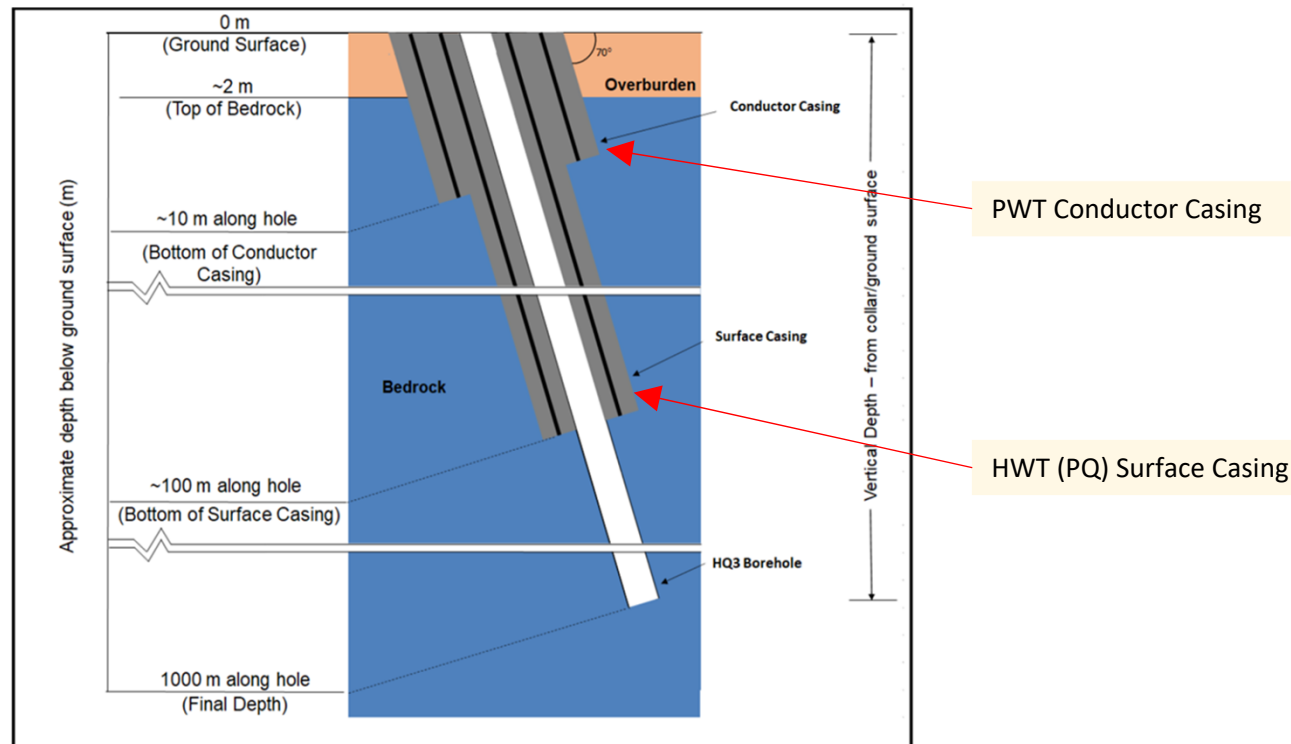 0 m
(Ground Surface)
70°
~2 m
(Top of Bedrock)
Overburden
Conductor Casing
PWT Conductor Casing
~10 m along hole
(Bottom of Conductor
Casing)
Approximate depth below ground surface (m)
Vertical Depth – from collar/ground surface
Surface Casing
Bedrock
HWT (PQ) Surface Casing
~100 m along hole
(Bottom of Surface Casing)
HQ3 Borehole
1000 m along hole
(Final Depth)